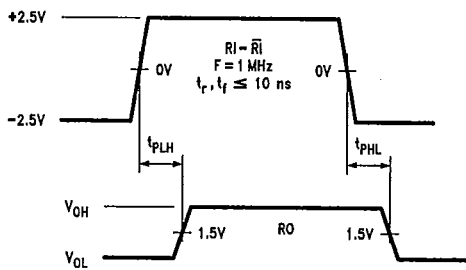 +2.5V
RI – R̅I̅
F = 1 MHz
tr, tf ≤ 10 ns
0V
0V
−2.5V
tPLH
tPHL
VOH
1.5V
RO
1.5V
VOL